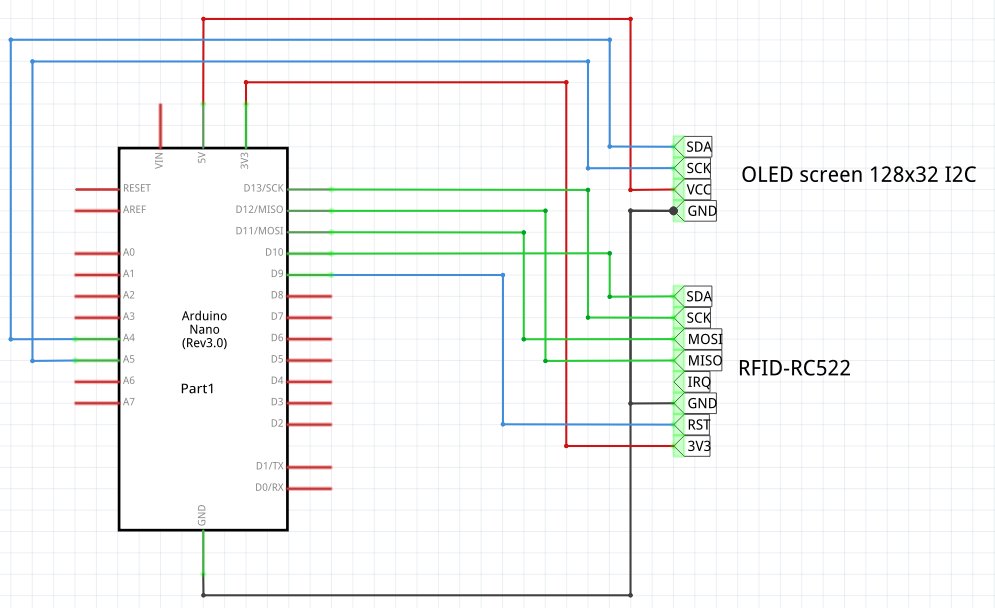 VIN
5V
3V3
RESET
AREF
A0
A1
A2
A3
A4
A5
A6
A7
D13/SCK
D12/MISO
D11/MOSI
D10
D9
D8
D7
D6
D5
D4
D3
D2
D1/TX
D0/RX
Arduino
Nano
(Rev3.0)
Part1
GND
SDA
SCK
VCC
GND
OLED screen 128x32 I2C
SDA
SCK
MOSI
MISO
IRQ
GND
RST
3V3
RFID-RC522